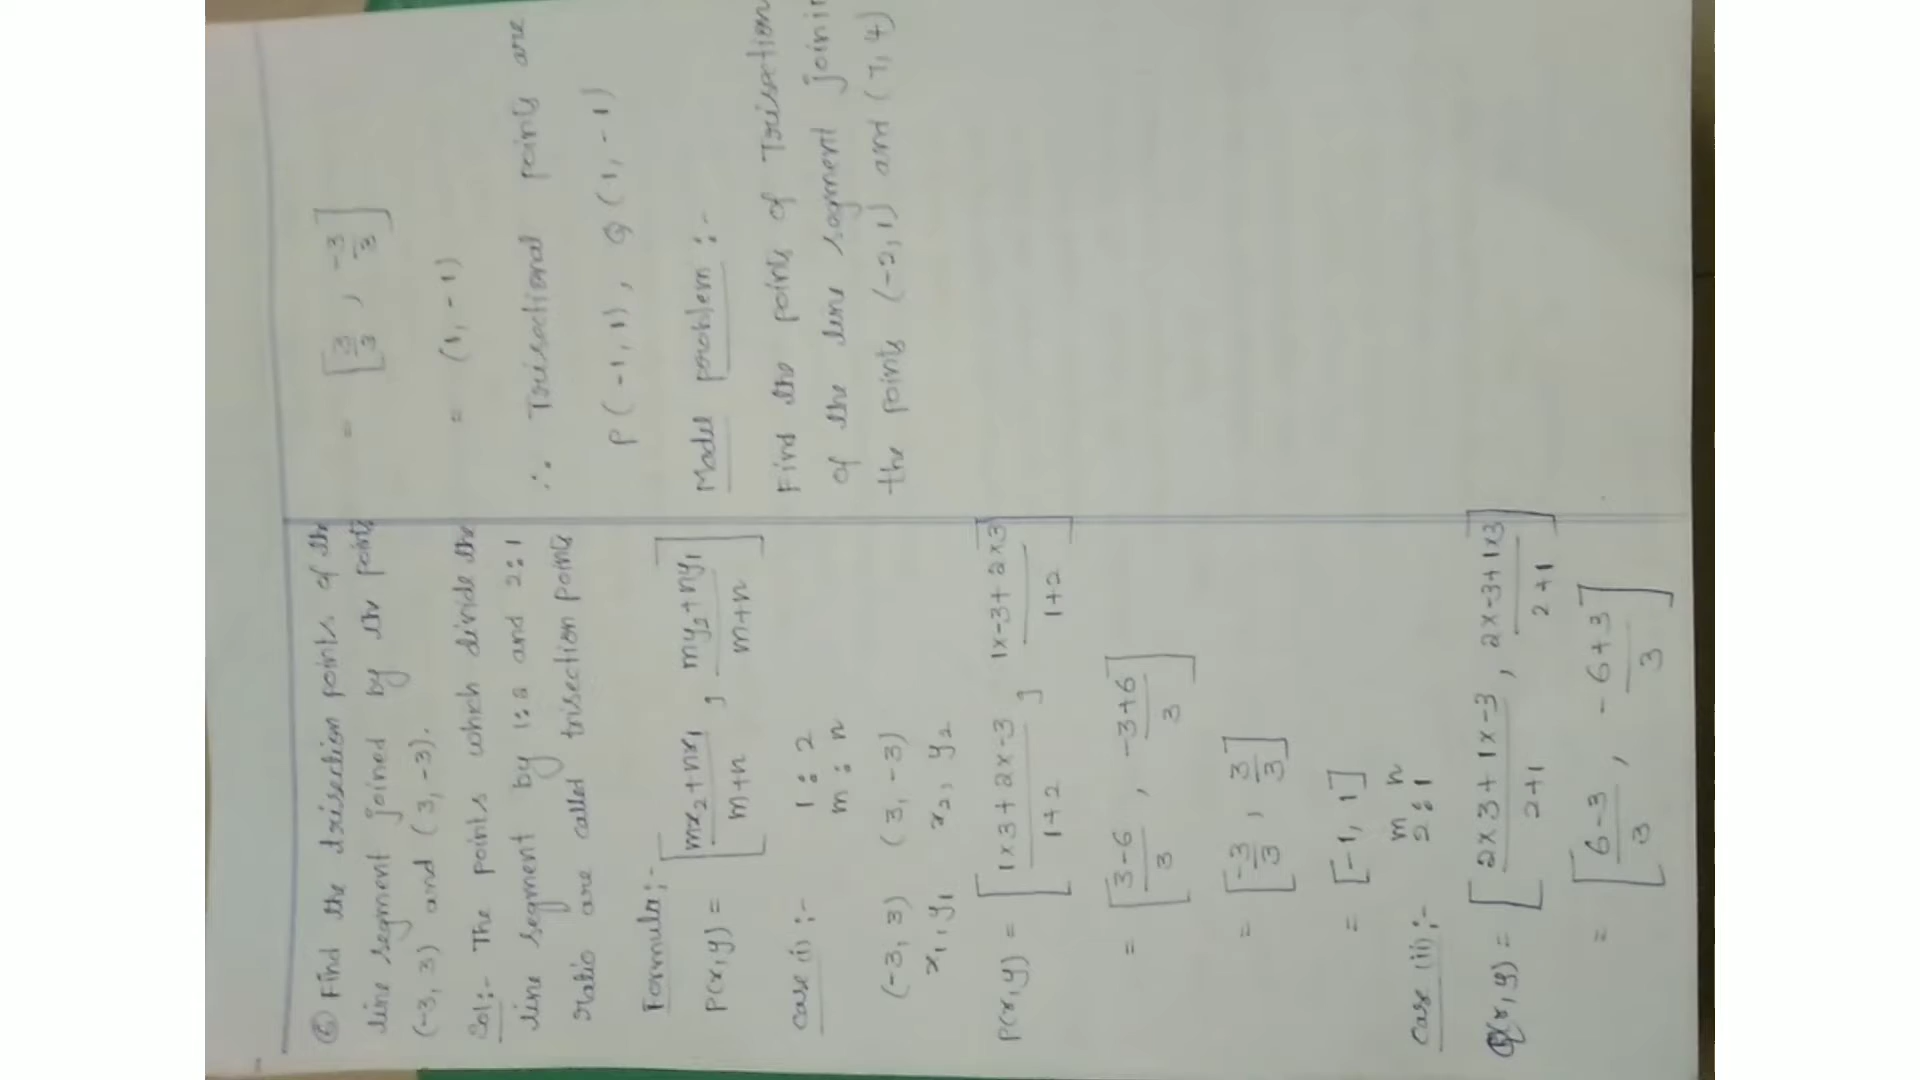 ⑥ Find the trisection points of the
line segment joined by the points
(-3, 3) and (3, -3).
Sol:- The points which divide the
line segment by 1:2 and 2:1
ratio are called trisection points
Formula:-
P(x,y) = [mx₂+nx₁/m+n , my₂+ny₁/m+n]
case (i) :- 1 : 2
m : n
(-3, 3) (3, -3)
x₁, y₁ x₂, y₂
P(x,y) = [1×3+2×-3/1+2 , 1×-3+2×3/1+2]
= [3-6/3 , -3+6/3]
= [-3/3 , 3/3]
= [-1, 1]
case (ii) :- m n
2 : 1
Q(x,y) = [2×3+1×-3/2+1 , 2×-3+1×3/2+1]
= [6-3/3 , -6+3/3]
= [3/3 , -3/3]
= (1, -1)
∴ Trisectional points are
P(-1, 1), Q(1, -1)
Model problem :-
Find the points of Trisection
of the line segment joinin
the points (-2, 1) and (7, 4)